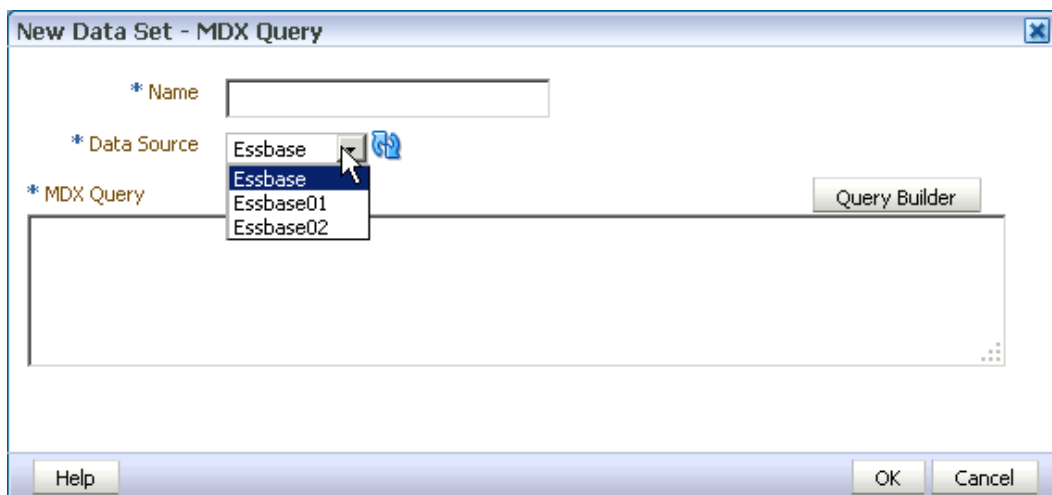 New Data Set - MDX Query
* Name
* Data Source Essbase
Essbase
* MDX Query Query Builder
Essbase01
Essbase02
Help OK Cancel